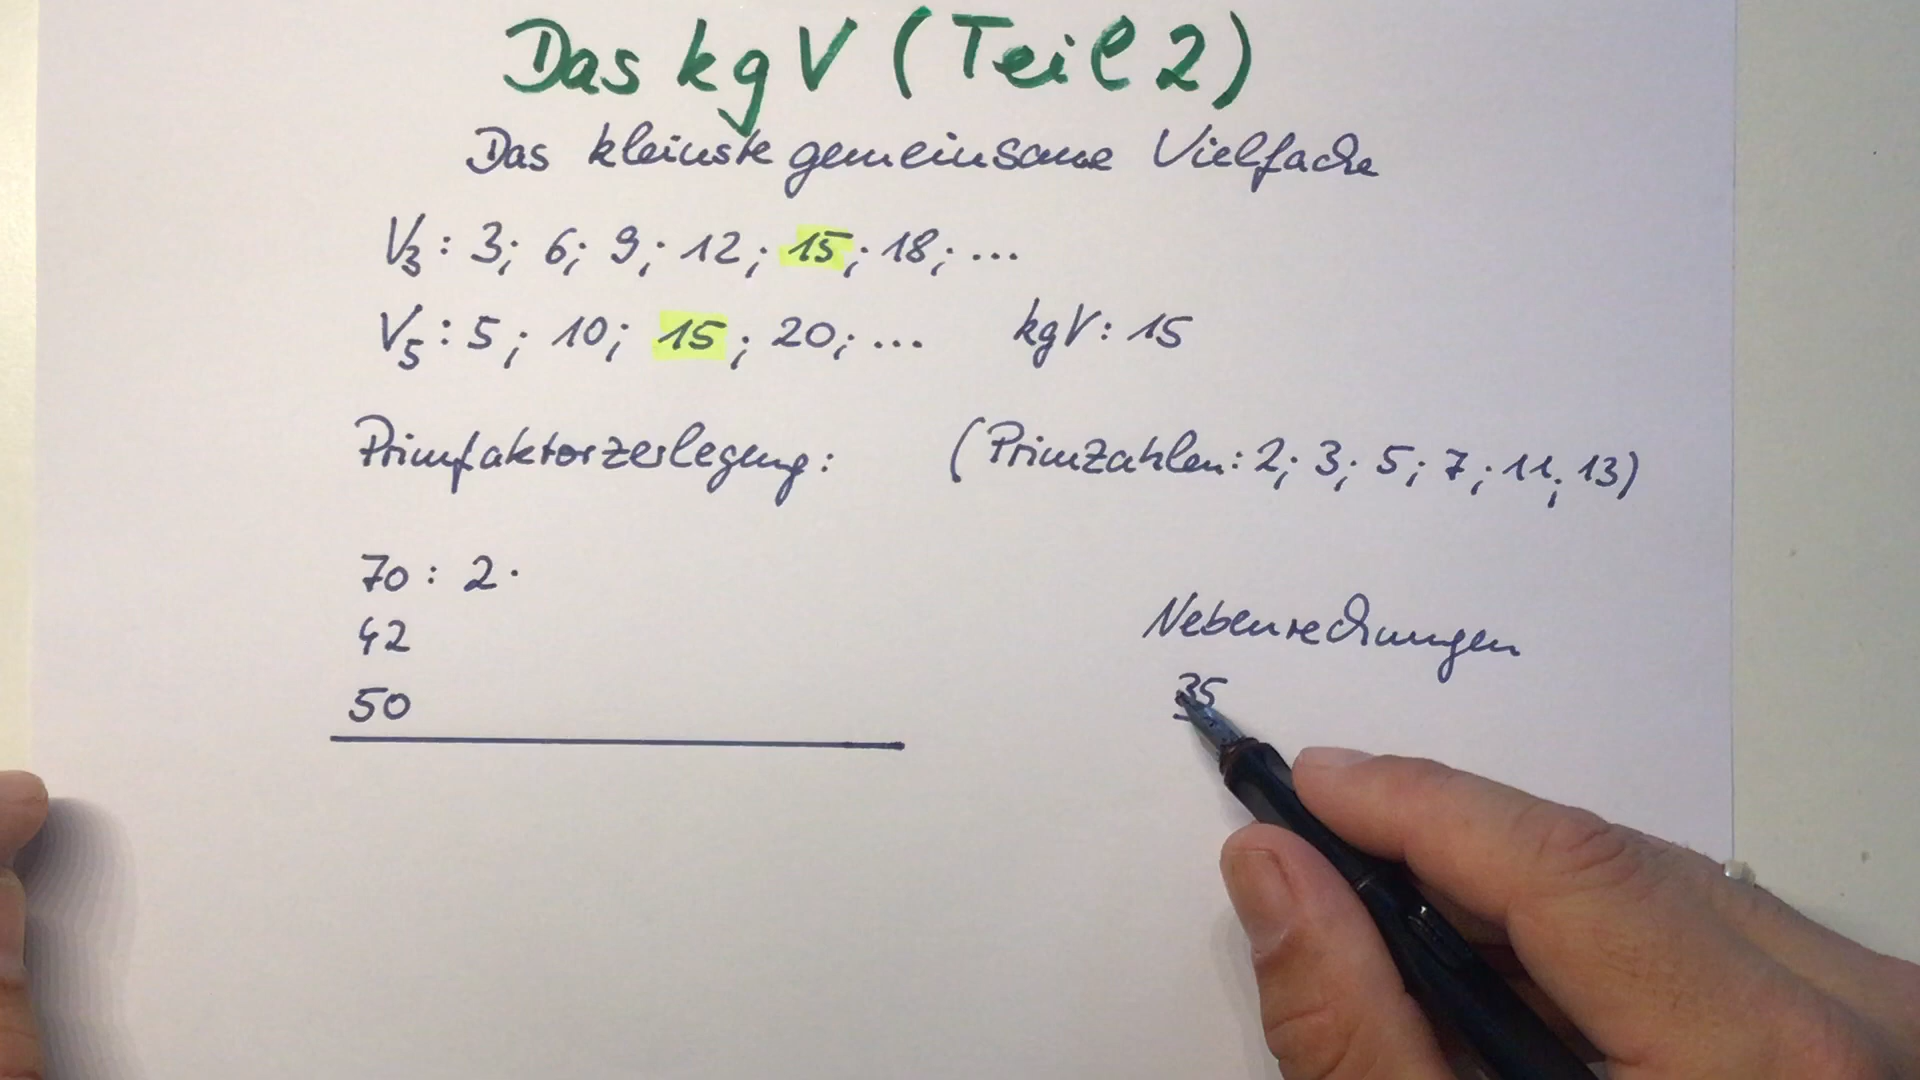 Das kgV (Teil 2)
Das kleinste gemeinsame Vielfache
V3: 3; 6; 9; 12; 15; 18; ...
V5: 5; 10; 15; 20; ... kgV: 15
Primfaktorzerlegung: (Primzahlen: 2; 3; 5; 7; 11; 13)
70 : 2 ·
42
Nebenrechnungen
50
35